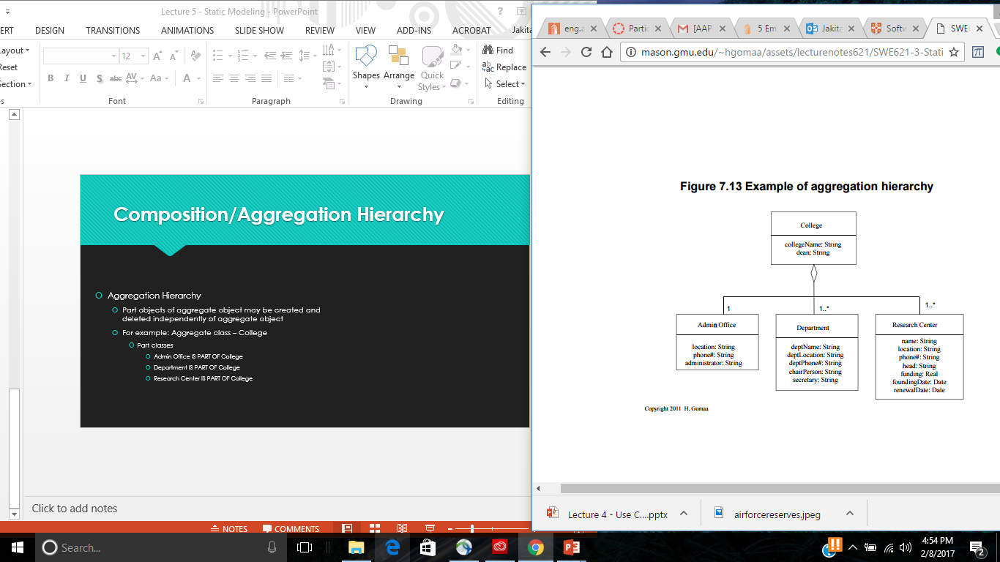 Lecture 5 - Static Modeling - PowerPoint
?
ERT DESIGN TRANSITIONS ANIMATIONS SLIDE SHOW REVIEW VIEW ADD-INS ACROBAT Jakita
ayout
Reset
ection
12
A A
B I U S abc AV Aa A
Font
Paragraph
Shapes Arrange Quick
Styles
Drawing
Find
Replace
Select
Editing
Composition/Aggregation Hierarchy
Aggregation Hierarchy
Part objects of aggregate object may be created and
deleted independently of aggregate object
For example: Aggregate class – College
Part classes
Admin Office IS PART OF College
Department IS PART OF College
Research Center IS PART OF College
Click to add notes
NOTES COMMENTS
eng.a Partic [AAP 5 Em Jakita Softw SWE
mason.gmu.edu/~hgomaa/assets/lecturenotes621/SWE621-3-Stati
Figure 7.13 Example of aggregation hierarchy
College
collegeName: String
dean: String
1 1..* 1..*
Admin Office
location: String
phone#: String
administrator: String
Department
deptName: String
deptLocation: String
deptPhone#: String
chairPerson: String
secretary: String
Research Center
name: String
location: String
phone#: String
head: String
funding: Real
foundingDate: Date
renewalDate: Date
Copyright 2011 H. Gomaa
Lecture 4 - Use C....pptx
airforcereserves.jpeg
Search...
4:54 PM
2/8/2017
2